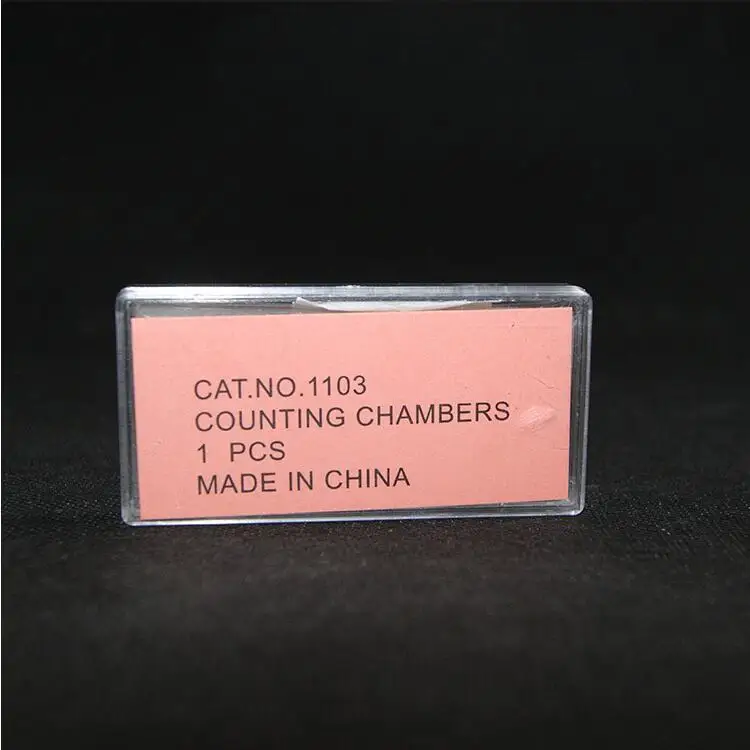 CAT.NO.1103
COUNTING CHAMBERS
1 PCS
MADE IN CHINA